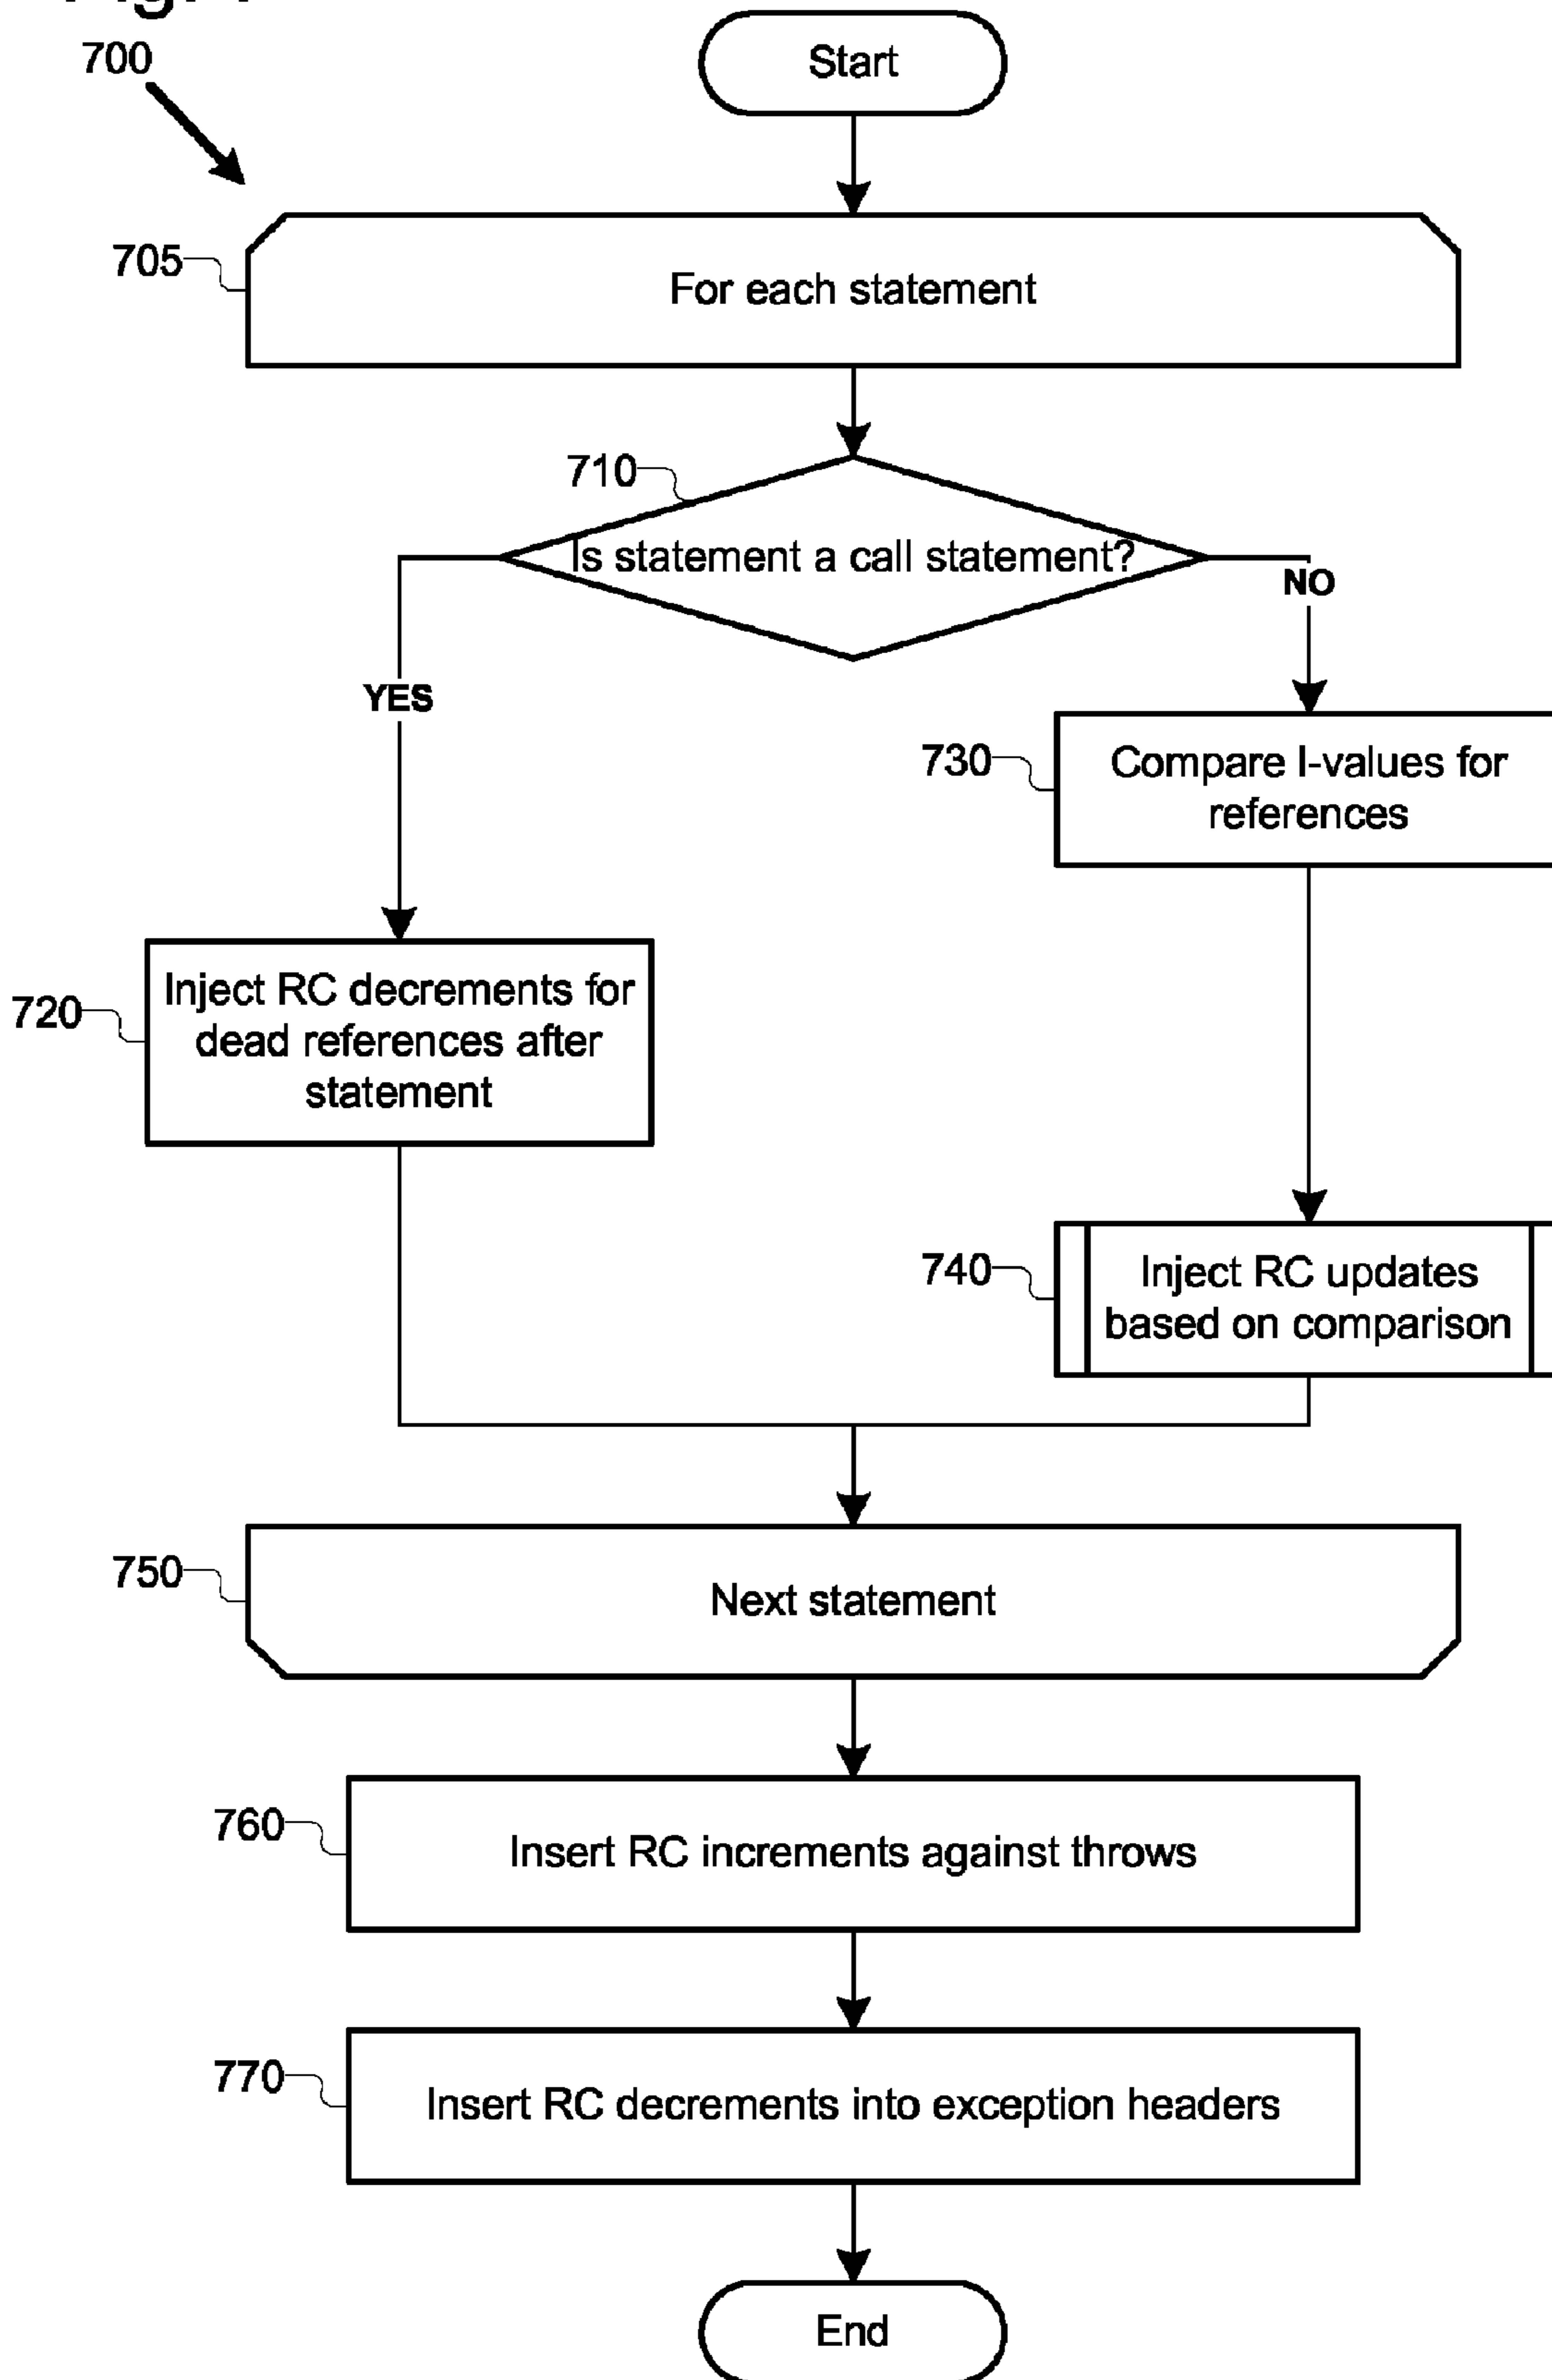 700
Start
705
For each statement
710
Is statement a call statement?
NO
YES
730
Compare l-values for
references
720
Inject RC decrements for
dead references after
statement
740
Inject RC updates
based on comparison
750
Next statement
760
Insert RC increments against throws
770
Insert RC decrements into exception headers
End